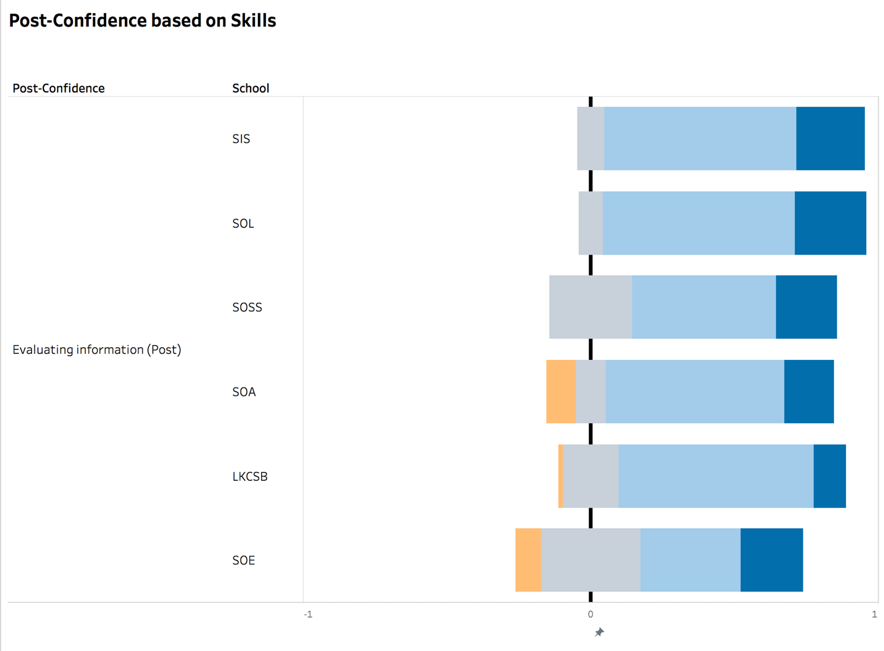 Post-Confidence based on Skills
Post-Confidence School
SIS
SOL
SOSS
Evaluating information (Post)
SOA
LKCSB
SOE
-1 0 1